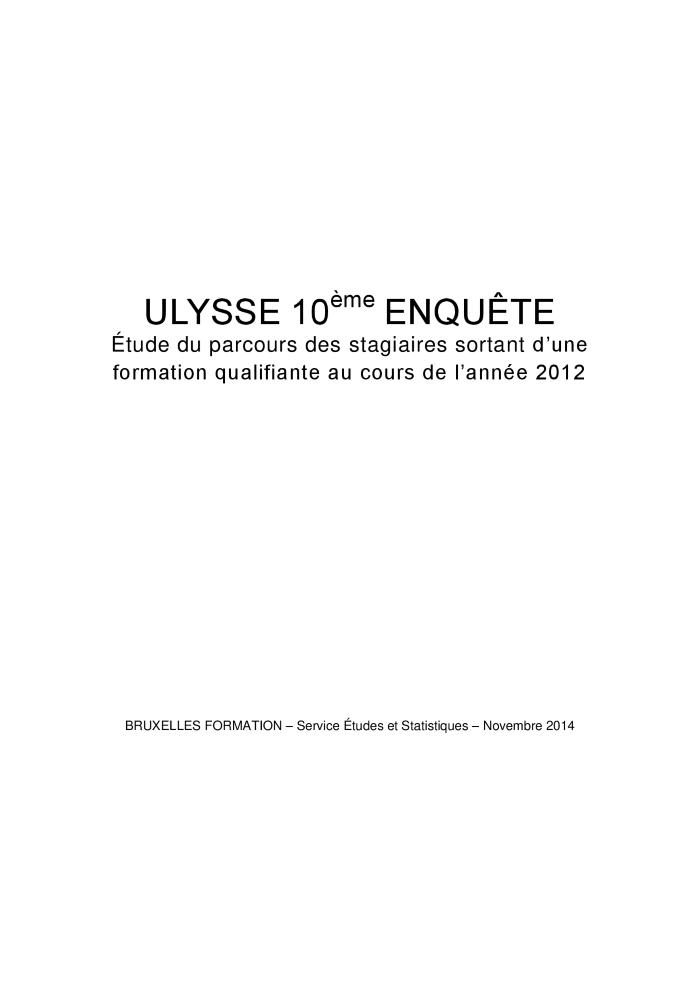 ULYSSE 10ème ENQUÊTE
Étude du parcours des stagiaires sortant d'une
formation qualifiante au cours de l'année 2012
BRUXELLES FORMATION – Service Études et Statistiques – Novembre 2014